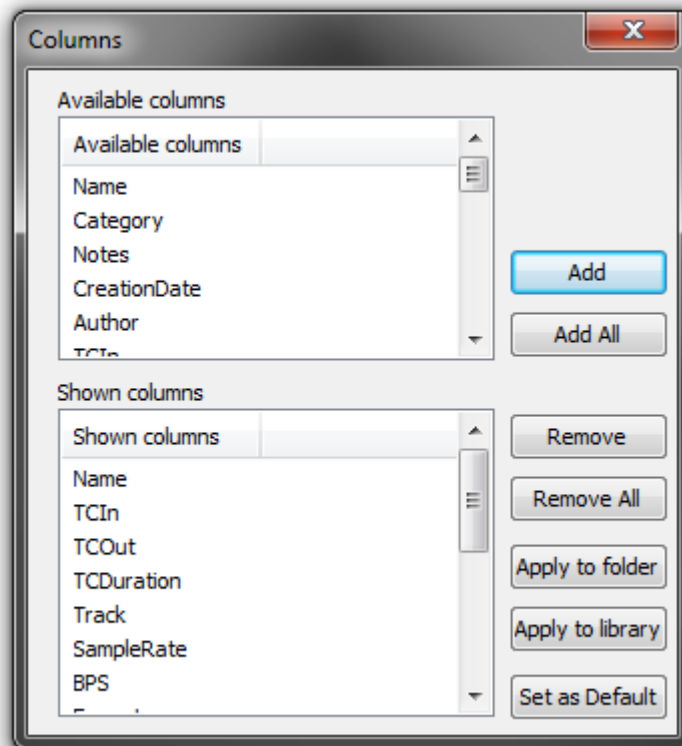 Columns
Available columns
Available columns
Name
Category
Notes
CreationDate
Author
TCIn
Add
Add All
Shown columns
Shown columns
Name
TCIn
TCOut
TCDuration
Track
SampleRate
BPS
Remove
Remove All
Apply to folder
Apply to library
Set as Default